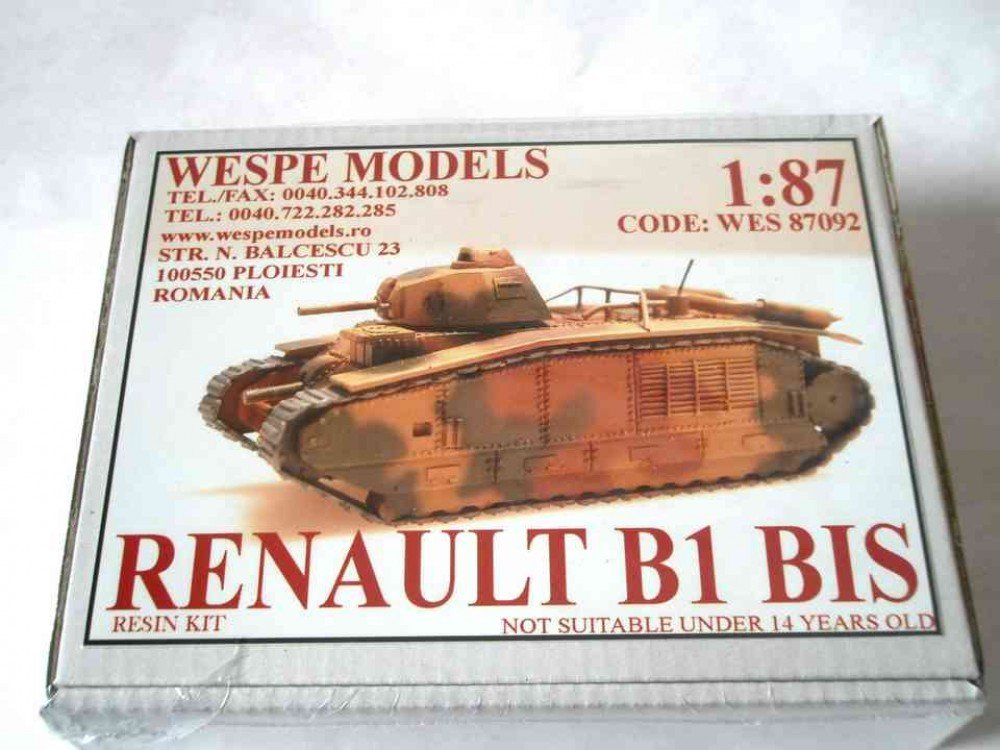 WESPE MODELS
TEL./FAX: 0040.344.102.808
TEL.: 0040.722.282.285
www.wespemodels.ro
STR. N. BALCESCU 23
100550 PLOIESTI
ROMANIA
1:87
CODE: WES 87092
RENAULT B1 BIS
RESIN KIT
NOT SUITABLE UNDER 14 YEARS OLD